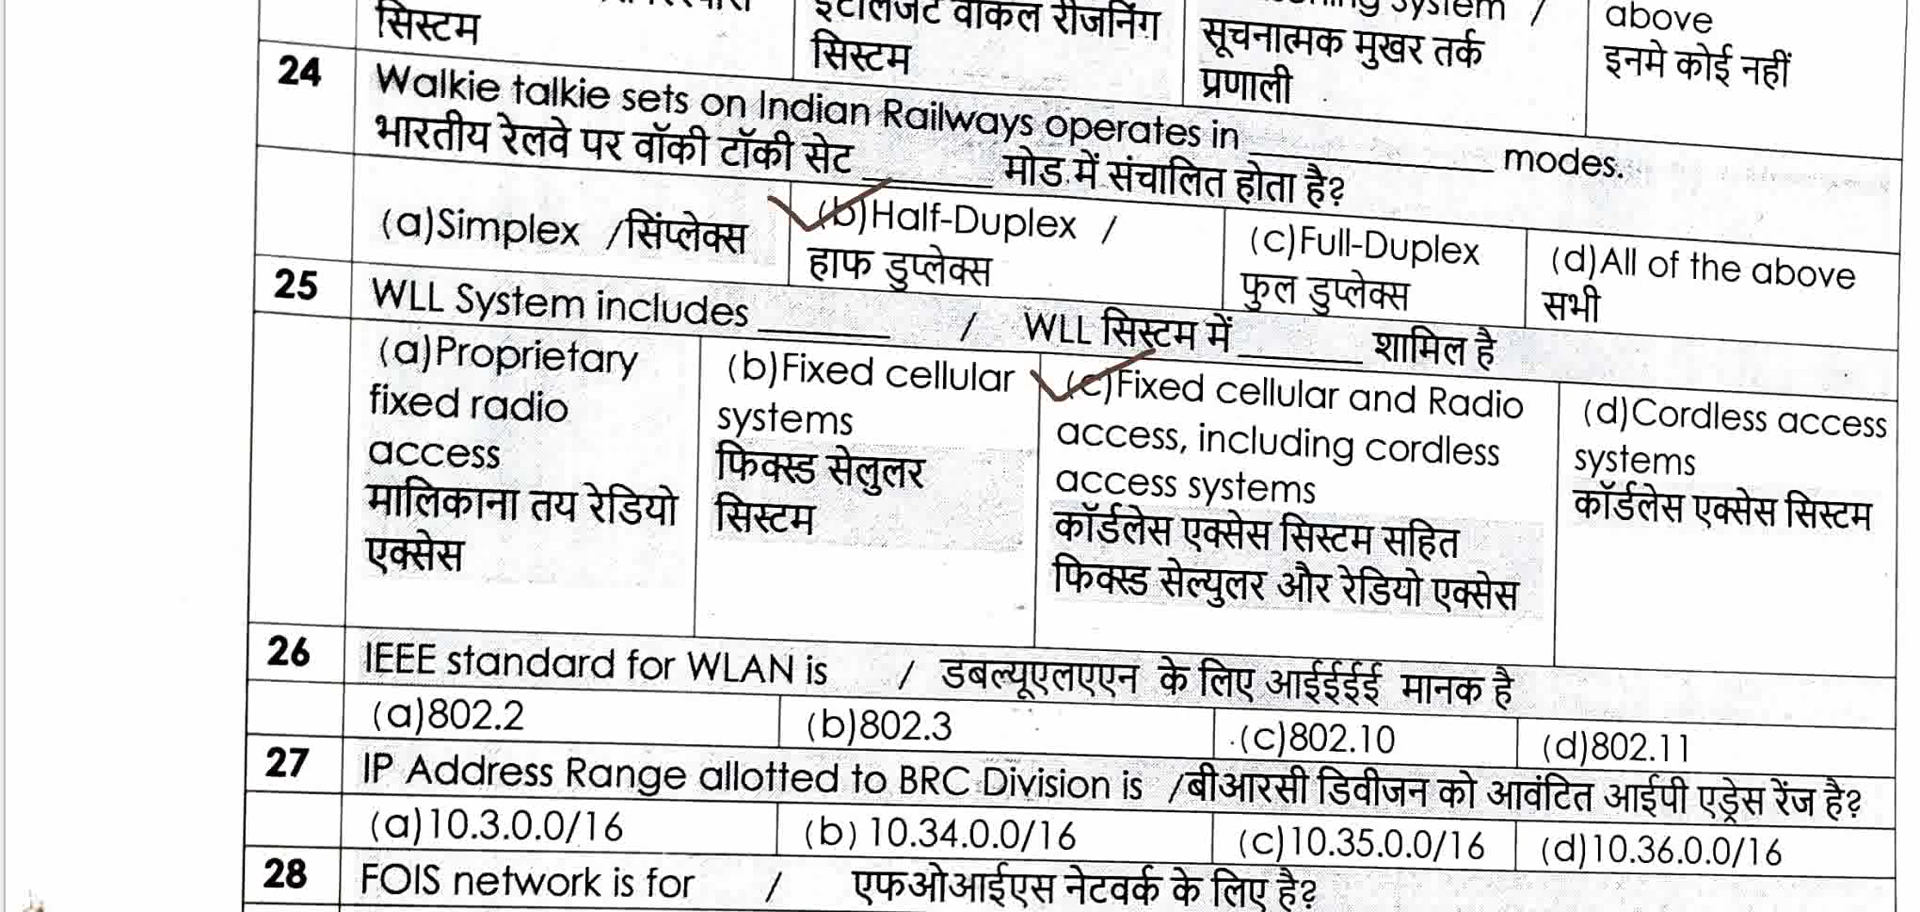 सिस्टम
इंटेलिजेंट वोकल रीजनिंग
सिस्टम
System /
सूचनात्मक मुखर तर्क
प्रणाली
above
इनमे कोई नहीं
24
Walkie talkie sets on Indian Railways operates in __________ modes.
भारतीय रेलवे पर वॉकी टॉकी सेट ______ मोड में संचालित होता है?
(a)Simplex /सिंप्लेक्स
(b)Half-Duplex /
हाफ डुप्लेक्स
(c)Full-Duplex
फुल डुप्लेक्स
(d)All of the above
सभी
25
WLL System includes ______ / WLL सिस्टम में ______ शामिल है
(a)Proprietary
fixed radio
access
मालिकाना तय रेडियो
एक्सेस
(b)Fixed cellular
systems
फिक्स्ड सेलुलर
सिस्टम
(c)Fixed cellular and Radio
access, including cordless
access systems
कॉर्डलेस एक्सेस सिस्टम सहित
फिक्स्ड सेल्युलर और रेडियो एक्सेस
(d)Cordless access
systems
कॉर्डलेस एक्सेस सिस्टम
26
IEEE standard for WLAN is / डबल्यूएलएएन के लिए आईईईई मानक है
(a)802.2
(b)802.3
(c)802.10
(d)802.11
27
IP Address Range allotted to BRC Division is /बीआरसी डिवीजन को आवंटित आईपी एड्रेस रेंज है?
(a)10.3.0.0/16
(b) 10.34.0.0/16
(c)10.35.0.0/16
(d)10.36.0.0/16
28
FOIS network is for / एफओआईएस नेटवर्क के लिए है?